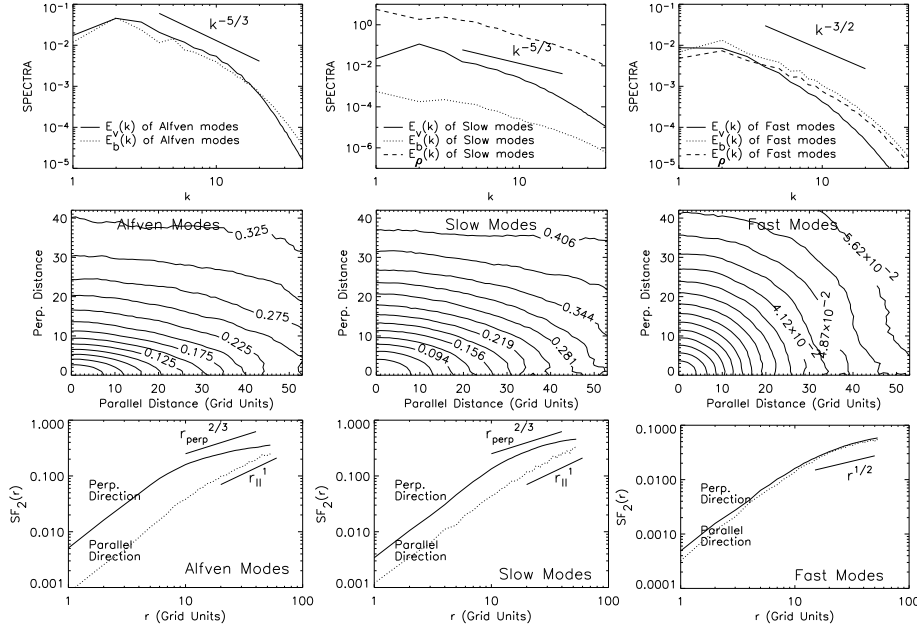 10^-1
10^-2
10^-3
10^-4
10^-5
SPECTRA
k^-5/3
E_v(k) of Alfven modes
E_b(k) of Alfven modes
1 10
k
10^0
10^-2
10^-4
10^-6
SPECTRA
k^-5/3
E_v(k) of Slow modes
E_b(k) of Slow modes
E_ρ(k) of Slow modes
1 10
k
10^-1
10^-2
10^-3
10^-4
10^-5
SPECTRA
k^-3/2
E_v(k) of Fast modes
E_b(k) of Fast modes
E_ρ(k) of Fast modes
1 10
k
40
30
20
10
0
Perp. Distance
Alfven Modes
0.325
0.275
0.225
0.175
0.125
0 10 20 30 40 50
Parallel Distance (Grid Units)
40
30
20
10
0
Perp. Distance
Slow Modes
0.406
0.344
0.281
0.219
0.156
0.094
0 10 20 30 40 50
Parallel Distance (Grid Units)
40
30
20
10
0
Perp. Distance
Fast Modes
5.62×10^-2
4.87×10^-2
4.12×10^-2
0 10 20 30 40 50
Parallel Distance (Grid Units)
1.000
0.100
0.010
0.001
SF_2(r)
r_perp^2/3
r_||^1
Perp.
Direction
Parallel
Direction
Alfven Modes
1 10 100
r (Grid Units)
1.000
0.100
0.010
0.001
SF_2(r)
r_perp^2/3
r_||^1
Perp.
Direction
Parallel
Direction
Slow Modes
1 10 100
r (Grid Units)
0.1000
0.0100
0.0010
0.0001
SF_2(r)
r^1/2
Perp.
Direction
Parallel
Direction
Fast Modes
1 10 100
r (Grid Units)